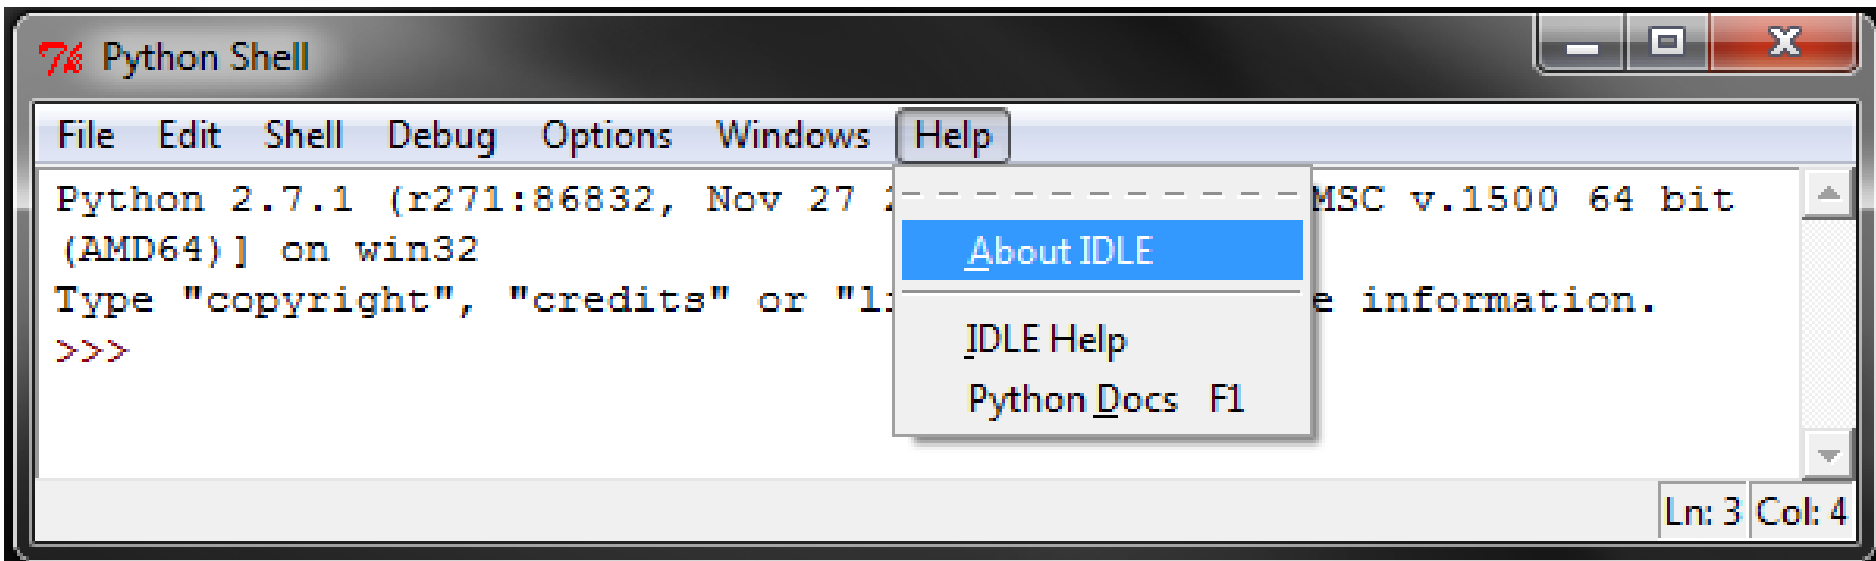 Python Shell
File Edit Shell Debug Options Windows Help
Python 2.7.1 (r271:86832, Nov 27 MSC v.1500 64 bit
(AMD64)] on win32
Type "copyright", "credits" or "li e information.
>>>
About IDLE
IDLE Help
Python Docs F1
Ln: 3 Col: 4